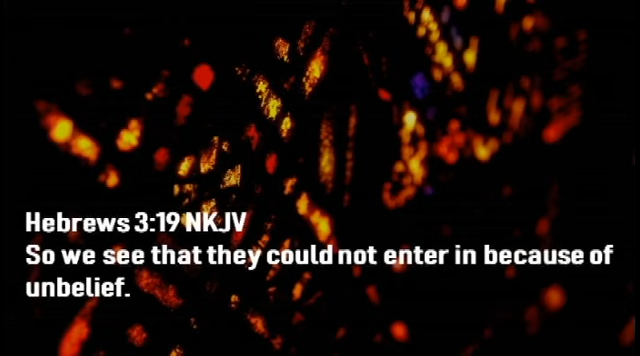 Hebrews 3:19 NKJV
So we see that they could not enter in because of
unbelief.